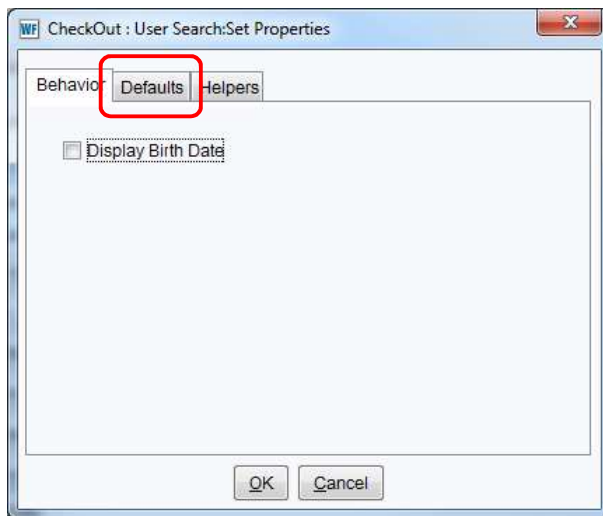 WF CheckOut : User Search:Set Properties
Behavior Defaults Helpers
Display Birth Date
OK Cancel